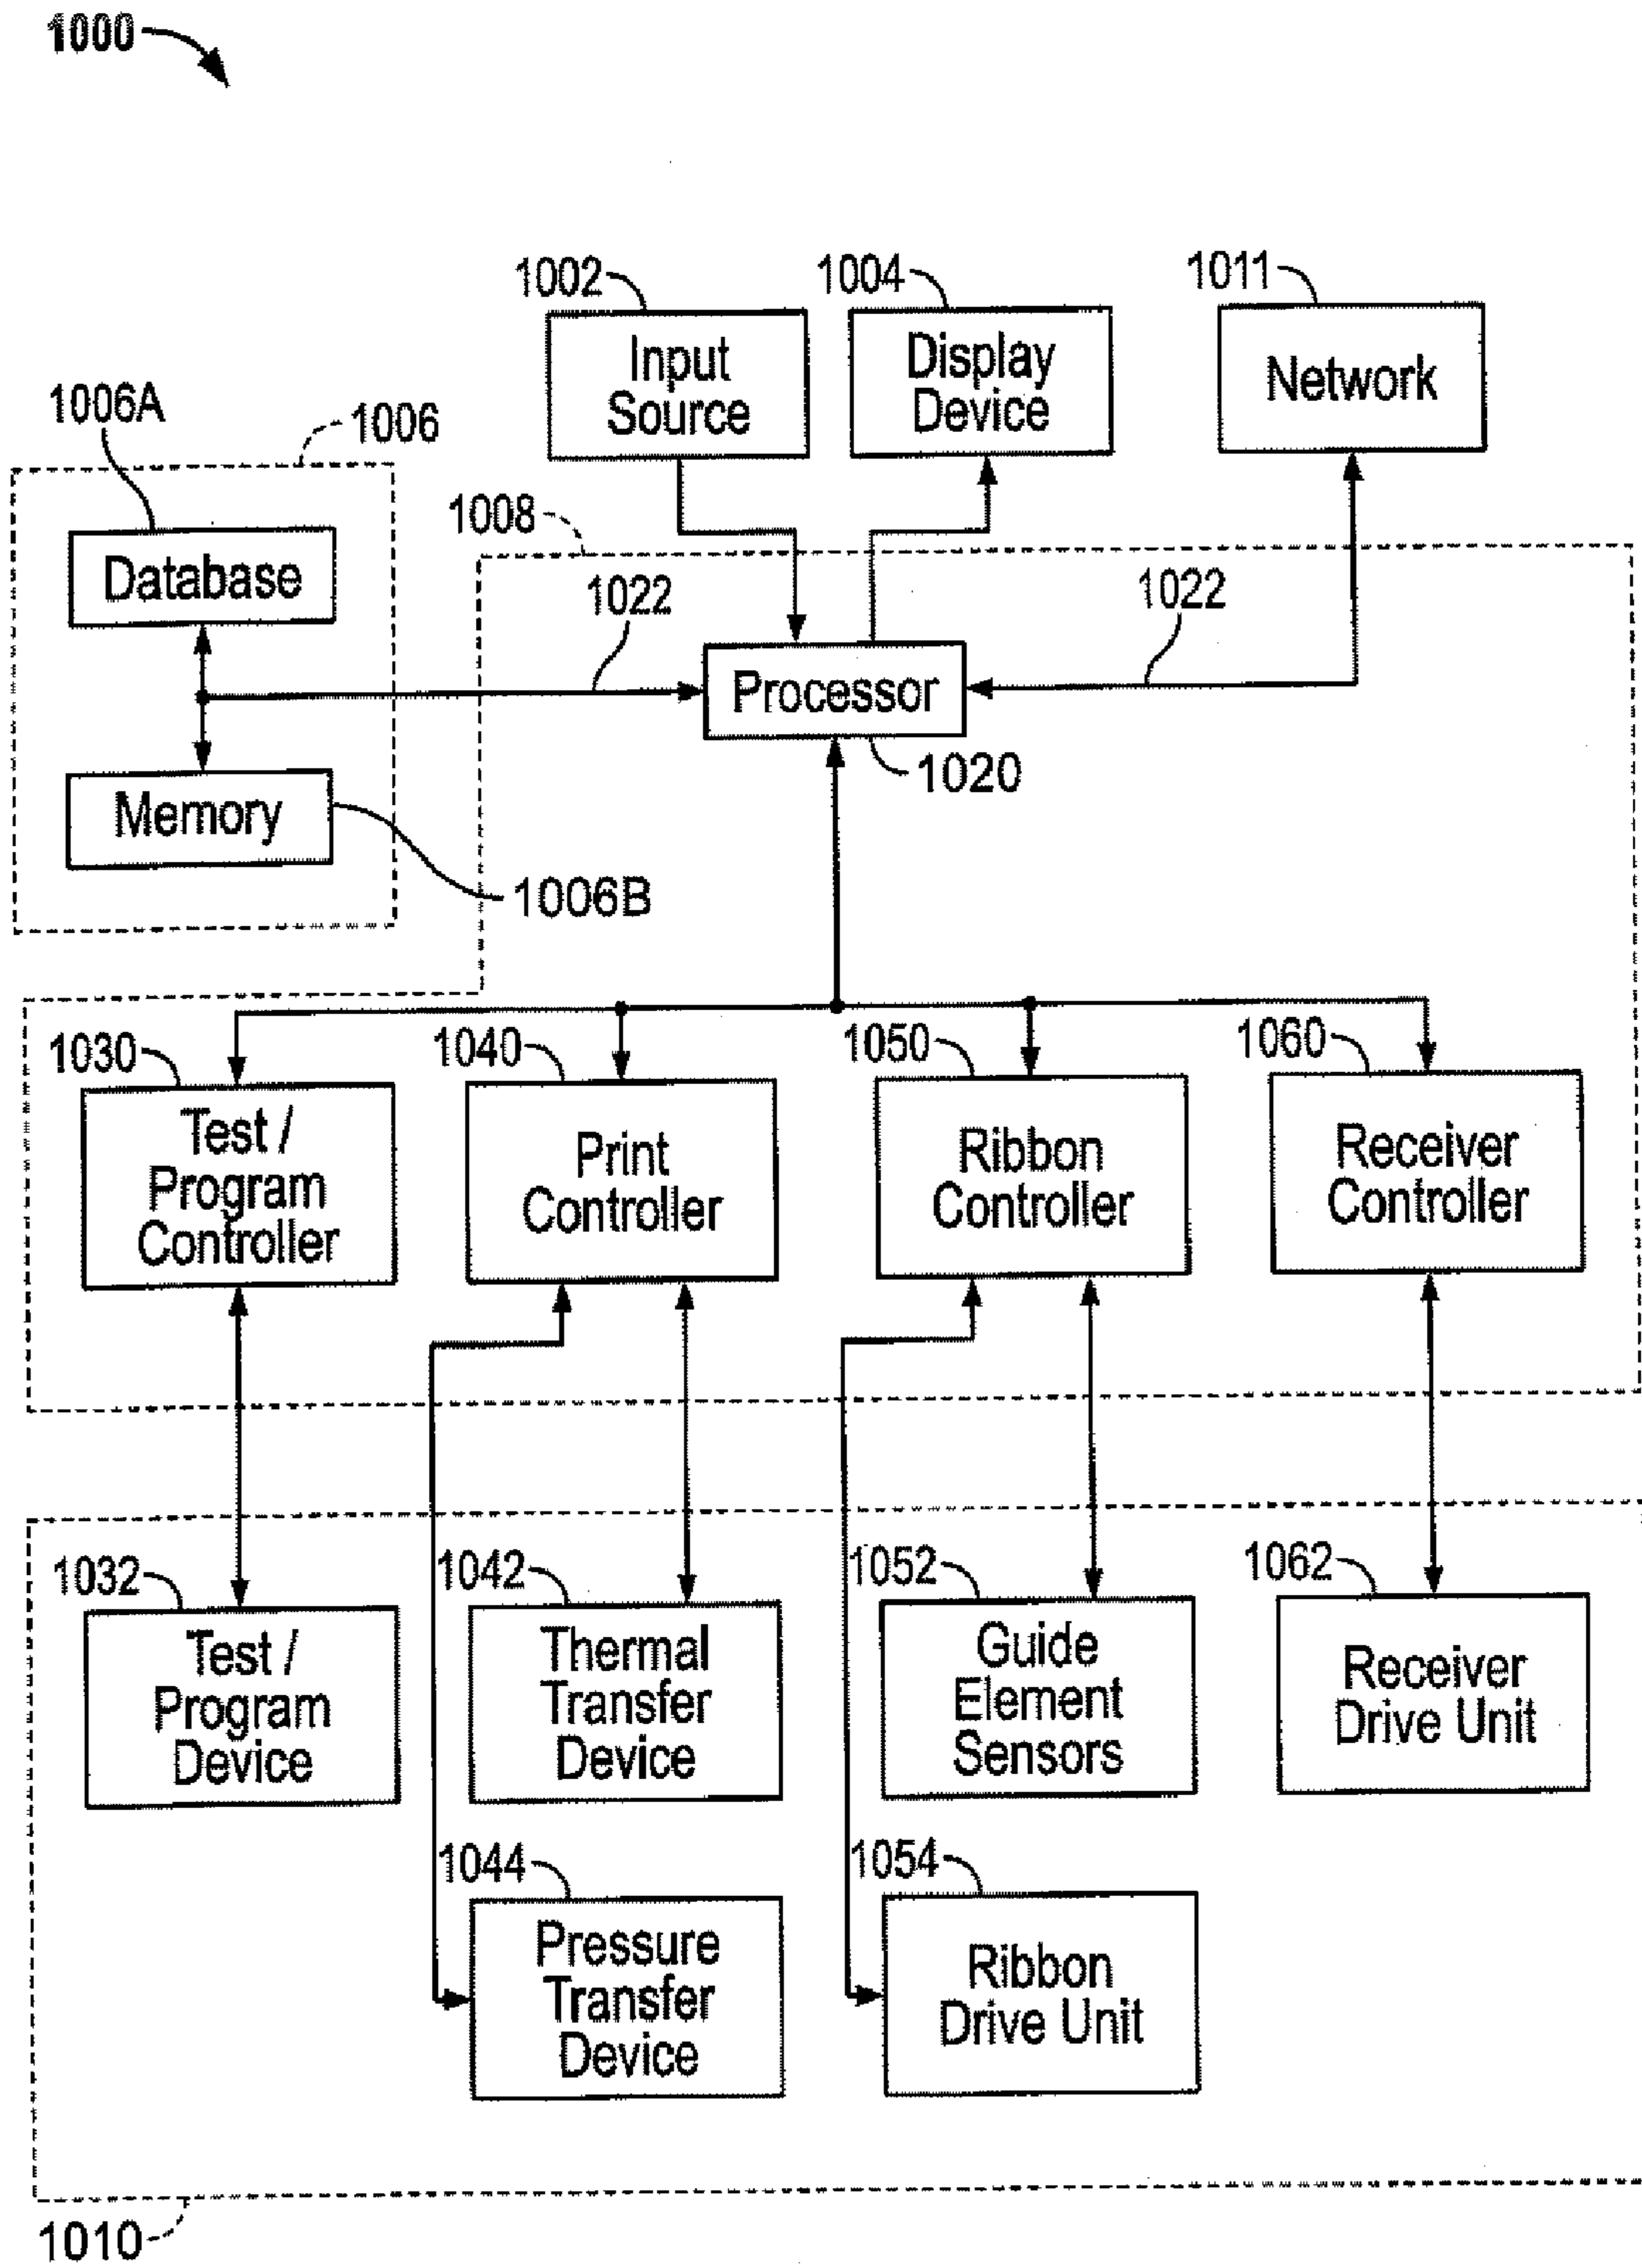 1000
1002
1004
1011
Input
Source
Display
Device
Network
1006A
1006
1008
Database
1022
1022
Processor
1020
Memory
1006B
1030
1040
1050
1060
Test /
Program
Controller
Print
Controller
Ribbon
Controller
Receiver
Controller
1032
1042
1052
1062
Test /
Program
Device
Thermal
Transfer
Device
Guide
Element
Sensors
Receiver
Drive Unit
1044
1054
Pressure
Transfer
Device
Ribbon
Drive Unit
1010